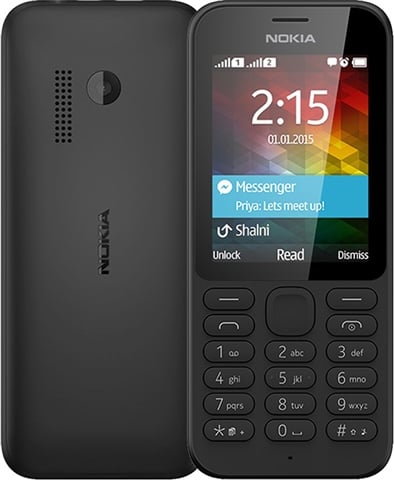 NOKIA
NOKIA
1 2
2:15
01.01.2015
Messenger
Priya: Lets meet up!
Shalni
Unlock Read Dismiss
1 2 abc 3 def
4 ghi 5 jkl 6 mno
7 pqrs 8 tuv 9 wxyz
* + 0 #